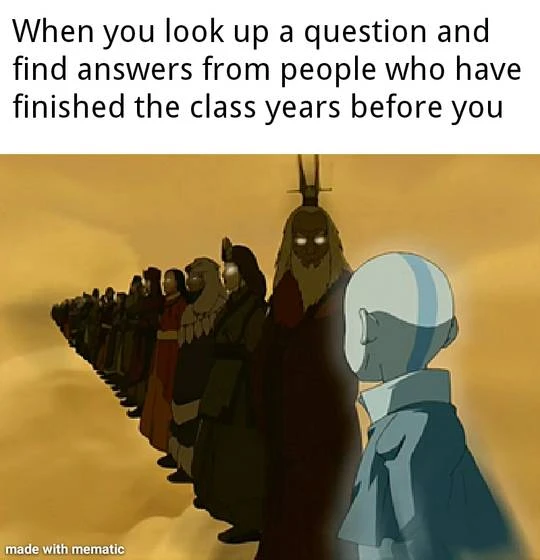 When you look up a question and
find answers from people who have
finished the class years before you
made with mematic